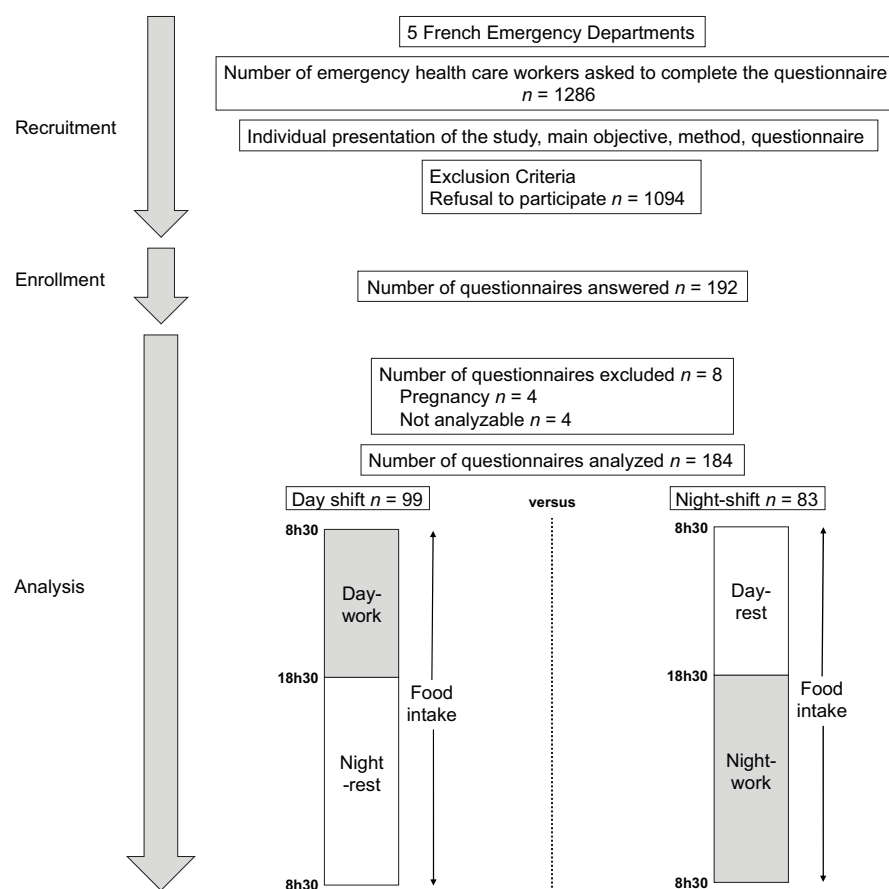 5 French Emergency Departments
Number of emergency health care workers asked to complete the questionnaire
n = 1286
Recruitment
Individual presentation of the study, main objective, method, questionnaire
Exclusion Criteria
Refusal to participate n = 1094
Enrollment
Number of questionnaires answered n = 192
Number of questionnaires excluded n = 8
Pregnancy n = 4
Not analyzable n = 4
Number of questionnaires analyzed n = 184
Analysis
Day shift n = 99
versus
Night-shift n = 83
8h30
Day-
work
18h30
Night
-rest
8h30
Food
intake
8h30
Day-
rest
18h30
Night-
work
8h30
Food
intake